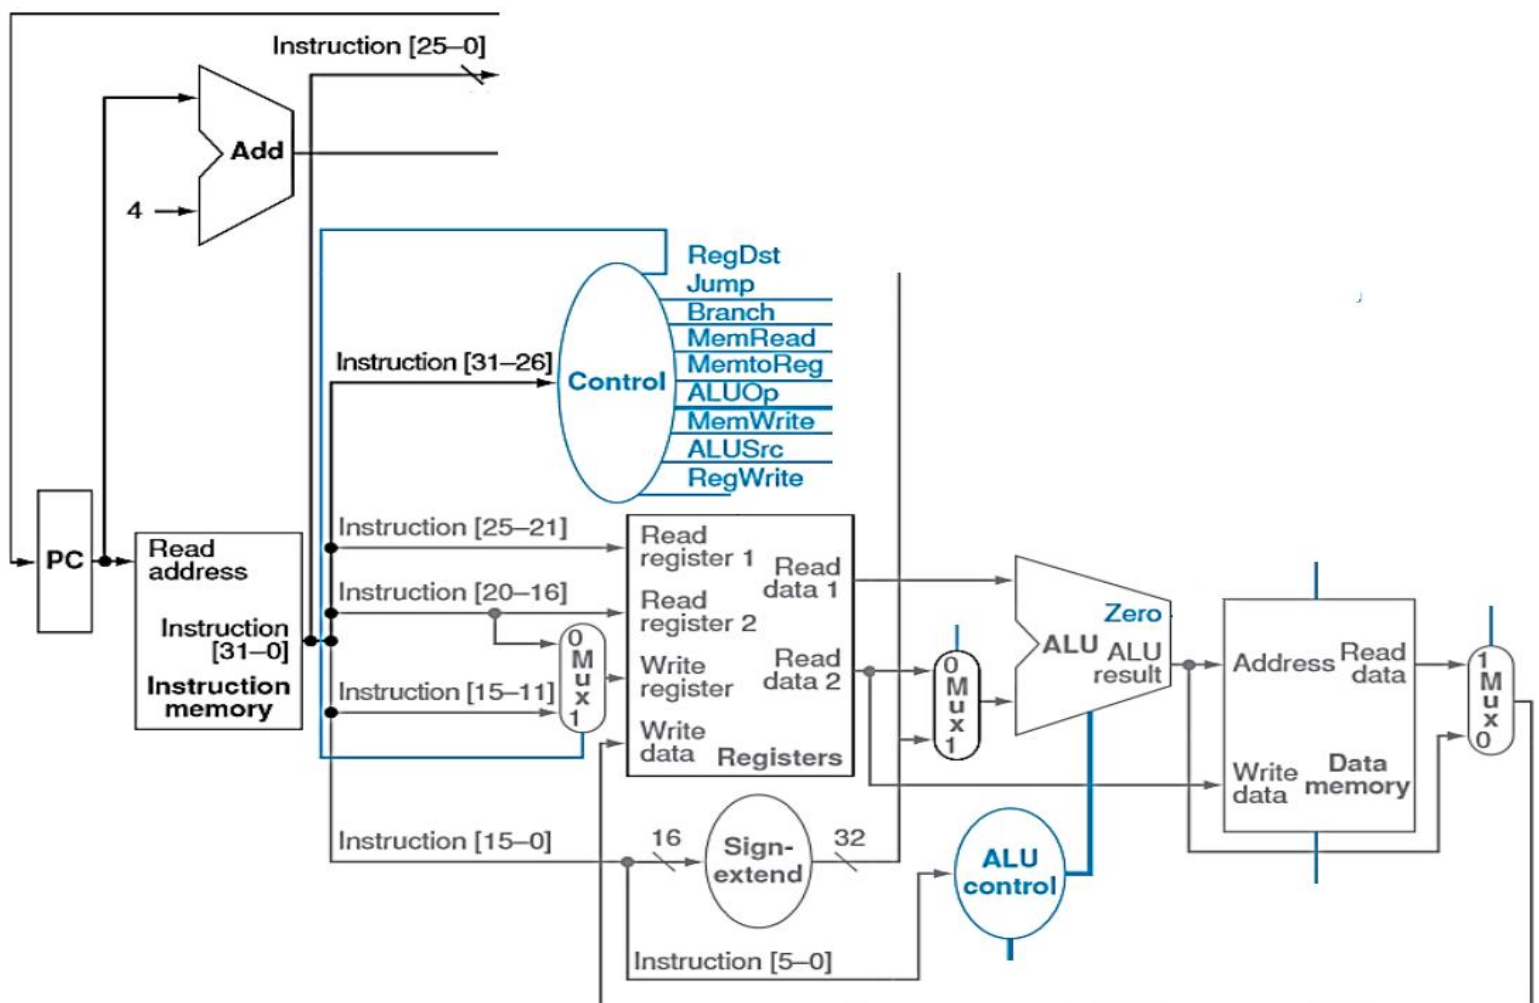 Instruction [25–0]
Add
4
RegDst
Jump
Branch
MemRead
MemtoReg
ALUOp
MemWrite
ALUSrc
RegWrite
Instruction [31–26]
Control
PC
Read
address
Instruction
[31–0]
Instruction
memory
Instruction [25–21]
Instruction [20–16]
Instruction [15–11]
0
M
u
x
1
Read
register 1
Read
register 2
Write
register
Write
data
Read
data 1
Read
data 2
Registers
0
M
u
x
1
Zero
ALU
ALU
result
Address
Read
data
Write
data
Data
memory
1
M
u
x
0
Instruction [15–0]
16
Sign-
extend
32
ALU
control
Instruction [5–0]